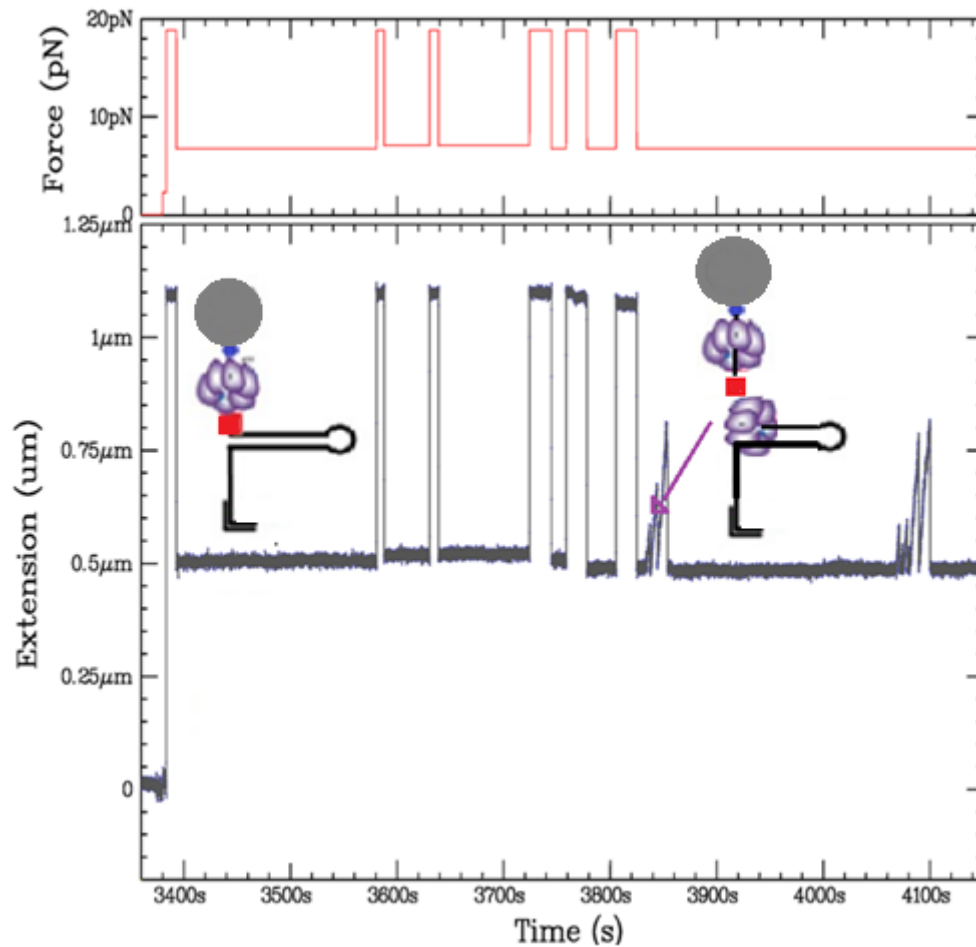 20pN
10pN
0
Force (pN)
1.25µm
1µm
0.75µm
0.5µm
0.25µm
0
Extension (um)
3400s 3500s 3600s 3700s 3800s 3900s 4000s 4100s
Time (s)